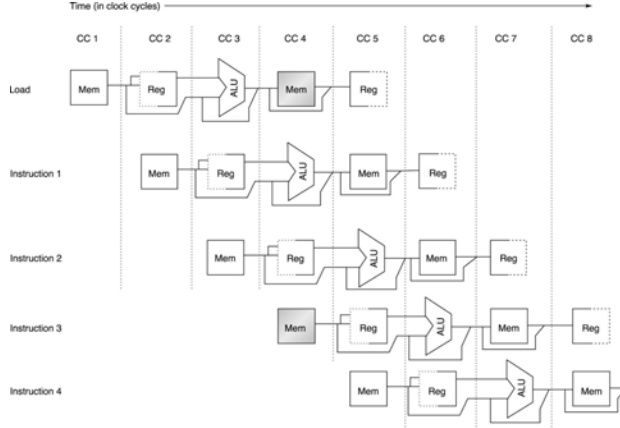 Time (in clock cycles)
CC 1 CC 2 CC 3 CC 4 CC 5 CC 6 CC 7 CC 8
Load Mem Reg ALU Mem Reg
Instruction 1 Mem Reg ALU Mem Reg
Instruction 2 Mem Reg ALU Mem Reg
Instruction 3 Mem Reg ALU Mem Reg
Instruction 4 Mem Reg ALU Mem